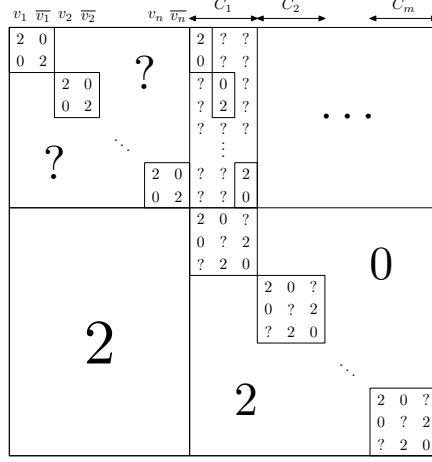 v₁ v̅₁ v₂ v̅₂ vₙ v̅ₙ C₁ C₂ Cₘ
2 0 2 ? ?
0 2 0 ? ?
2 0 ? ? 0 ?
0 2 ? 2 ?
? ? ?
? ⋱ ⋮ ...
2 0 ? ? 2
0 2 ? ? 0
2 0 ?
0 ? 2 0
? 2 0
2 0 ?
0 ? 2
? 2 0
2 ⋱
2
2 0 ?
0 ? 2
? 2 0